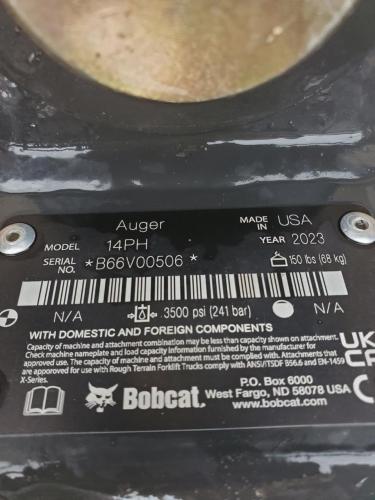 Auger
MADE IN USA
MODEL 14PH
YEAR 2023
SERIAL NO. *B66V00506*
150 lbs (68 kg)
N/A
3500 psi (241 bar)
N/A
WITH DOMESTIC AND FOREIGN COMPONENTS
Capacity of machine and attachment combination may be less than capacity shown on attachment.
Check machine nameplate and load capacity information furnished by the manufacturer for
approval. Capacity of machine and attachment must be complied with. Attachments that
are approved for use with Rough Terrain Forklift Trucks comply with ANSI/ITSDF B56.6 and EN-1459
X-Series.
UK
CA
Bobcat
P.O. Box 6000
West Fargo, ND 58078 USA
www.bobcat.com
CE